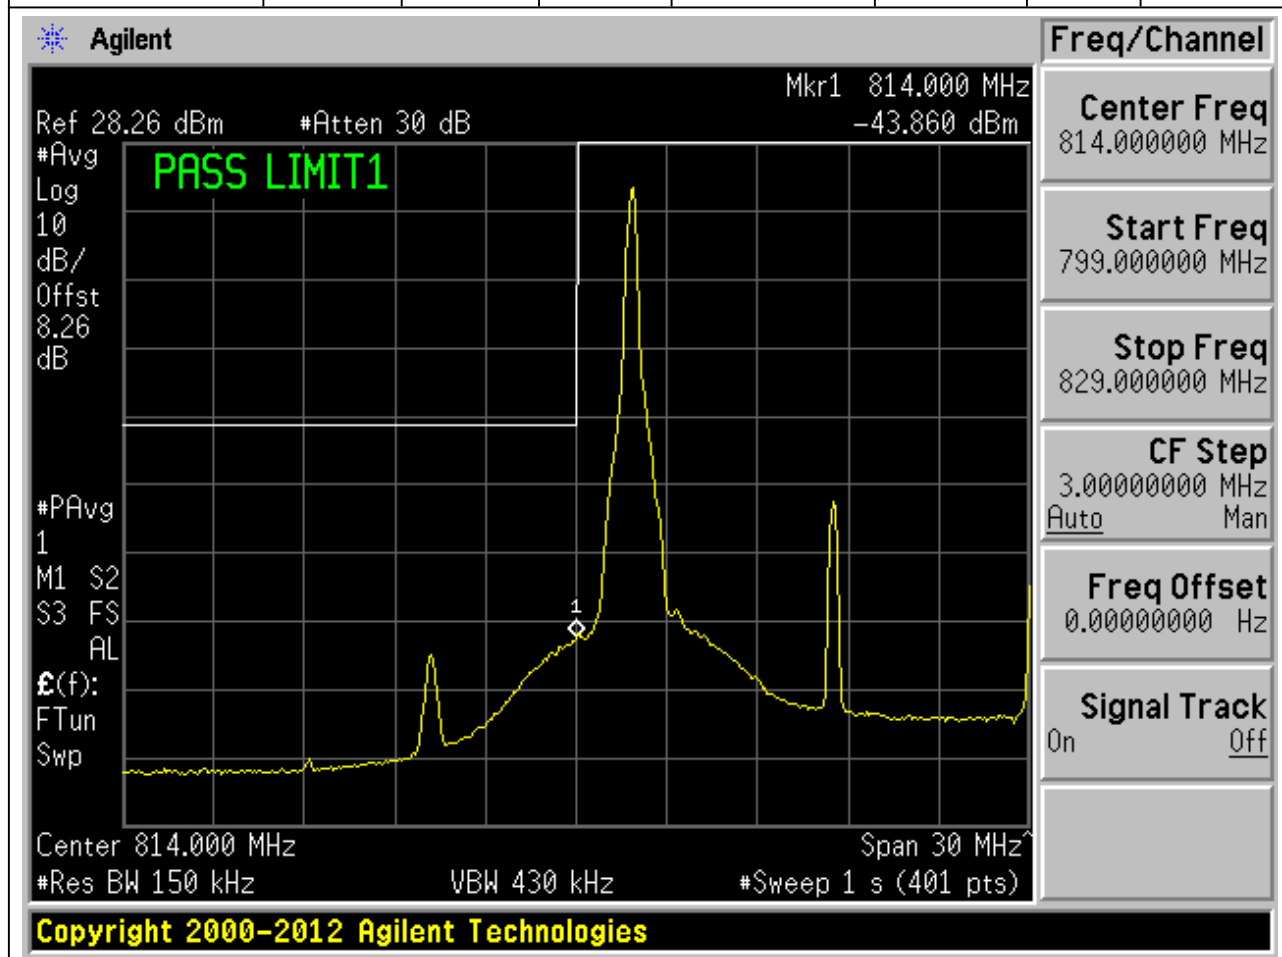 Agilent
Freq/Channel
Mkr1 814.000 MHz
Ref 28.26 dBm #Atten 30 dB -43.860 dBm
#Avg
Log
10
dB/
Offst
8.26
dB
PASS LIMIT1
#PAvg
1
M1 S2
S3 FS
AL
£(f):
FTun
Swp
1
Center 814.000 MHz Span 30 MHz^
#Res BW 150 kHz VBW 430 kHz #Sweep 1 s (401 pts)
Copyright 2000-2012 Agilent Technologies
Center Freq
814.000000 MHz
Start Freq
799.000000 MHz
Stop Freq
829.000000 MHz
CF Step
3.00000000 MHz
Auto Man
Freq Offset
0.00000000 Hz
Signal Track
On Off